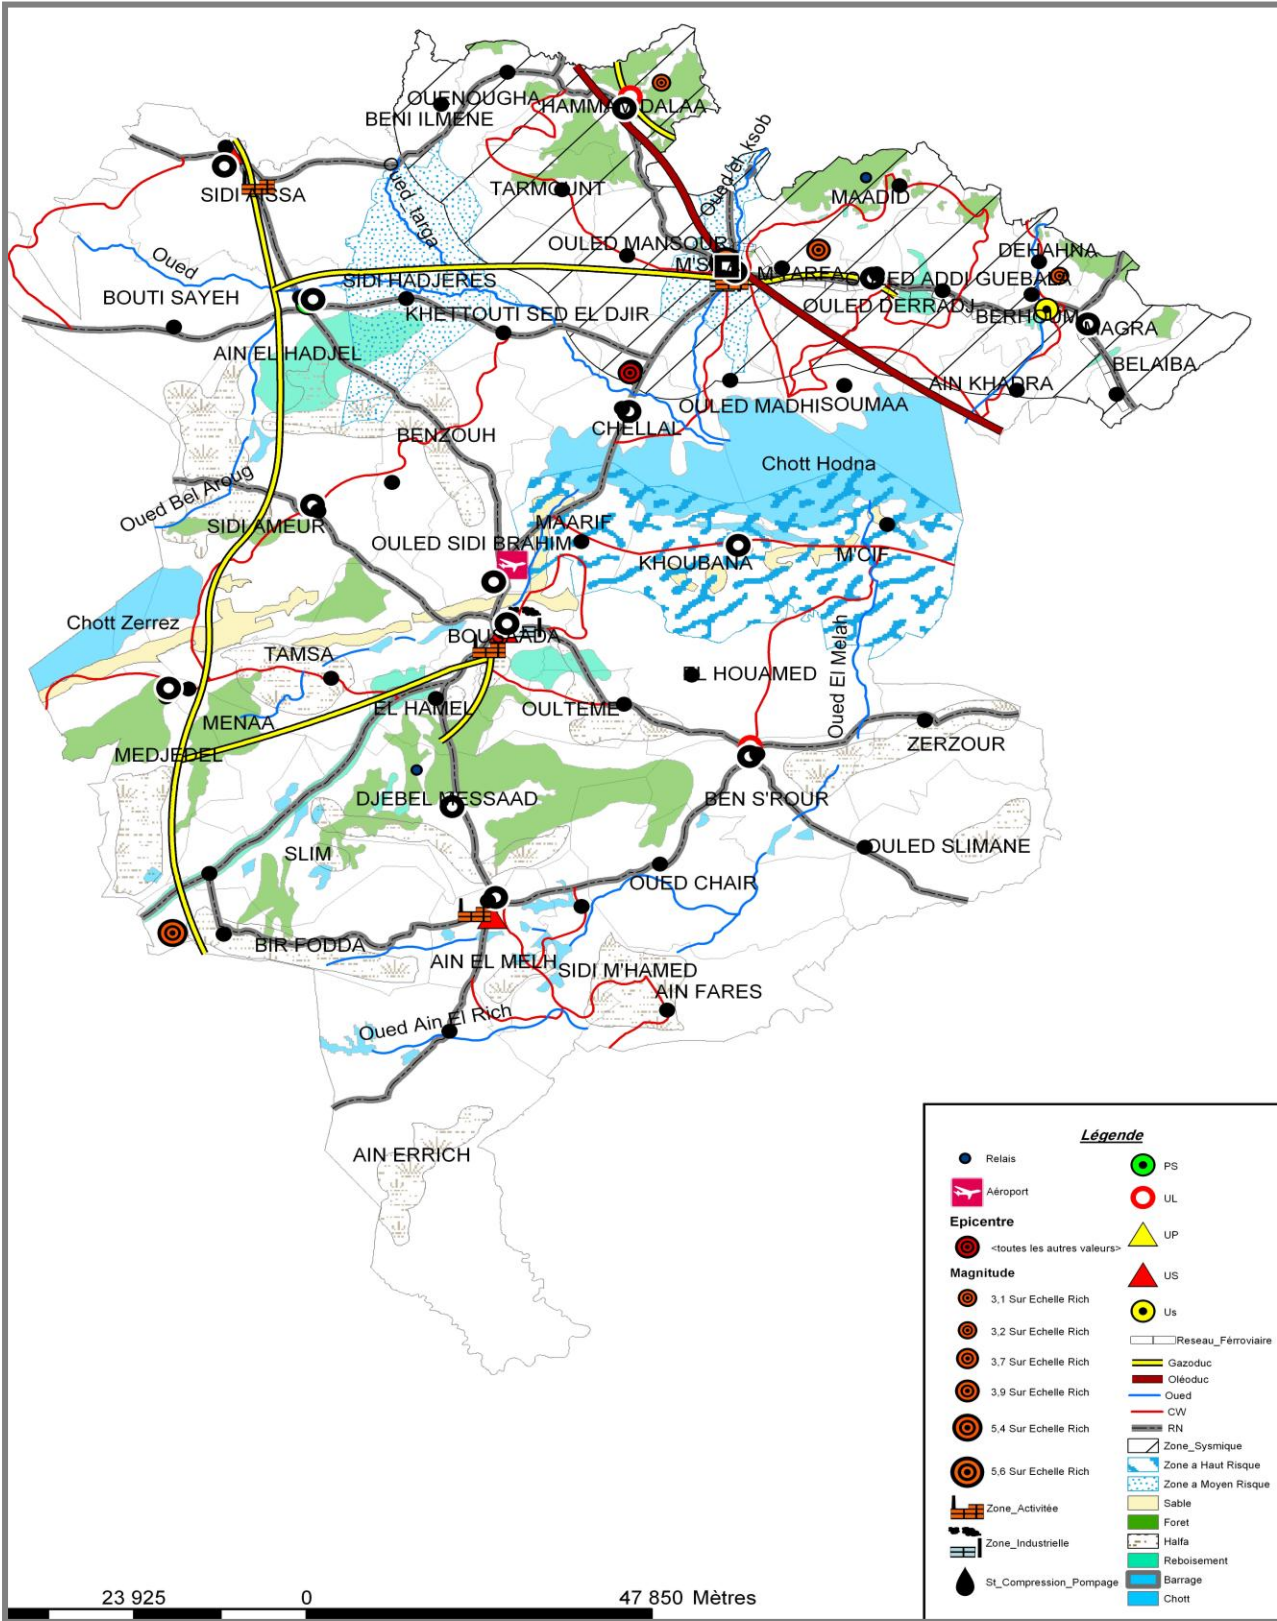 OUENOUGHA
HAMMAM DALAA
BENI ILMENE
Oued el_ksob
SIDI AISSA
Oued_targa
TARMOUNT
MAADID
OULED MANSOUR
DEHAHNA
Oued
SIDI HADJERES
M'TARFA
OULED ADDI GUEBALA
BOUTI SAYEH
KHETTOUTI SED EL DJIR
OULED DERRADJ
BERHOUM
MAGRA
AIN EL HADJEL
BELAIBA
OULED MADHI
SOUMAA
AIN KHADRA
BENZOUH
CHELLAL
Chott Hodna
Oued Bel Aroug
SIDI AMEUR
MAARIF
OULED SIDI BRAHIM
KHOUBANA
M'CIF
Chott Zerrez
BOUSAADA
TAMSA
EL HOUAMED
Oued El Melah
MENAA
EL HAMEL
OULTEME
MEDJEDEL
ZERZOUR
DJEBEL MESSAAD
BEN S'ROUR
SLIM
OULED SLIMANE
OUED CHAIR
BIR FODDA
AIN EL MELH
SIDI M'HAMED
AIN FARES
Oued Ain El Rich
AIN ERRICH
Légende
Relais
Aéroport
Epicentre
<toutes les autres valeurs>
Magnitude
3,1 Sur Echelle Rich
3,2 Sur Echelle Rich
3,7 Sur Echelle Rich
3,9 Sur Echelle Rich
5,4 Sur Echelle Rich
5,6 Sur Echelle Rich
Zone_Activitée
Zone_Industrielle
St_Compression_Pompage
PS
UL
UP
US
Us
Reseau_Férroviaire
Gazoduc
Oléoduc
Oued
CW
RN
Zone_Sysmique
Zone a Haut Risque
Zone a Moyen Risque
Sable
Foret
Halfa
Reboisement
Barrage
Chott
23 925 0 47 850 Mètres